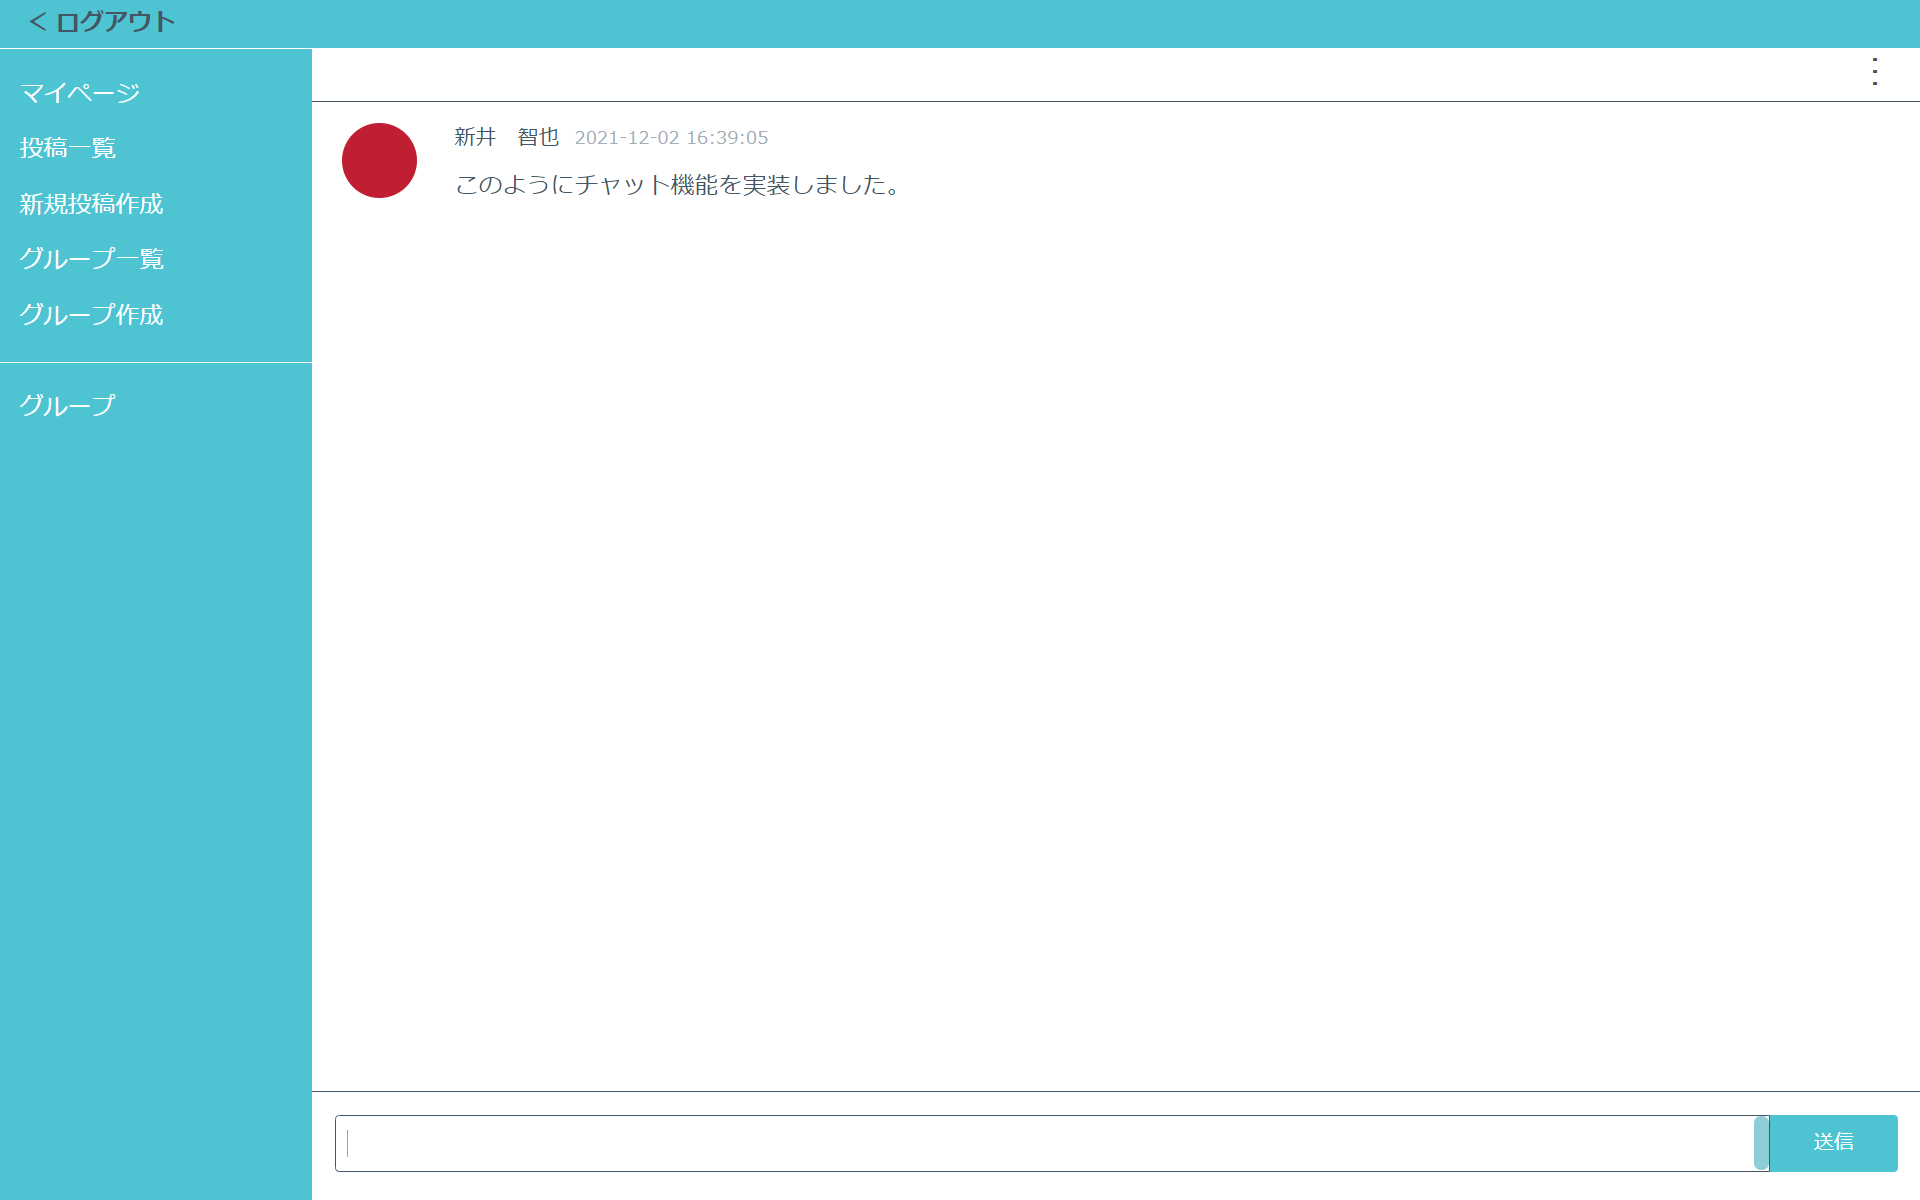 < ログアウト
マイページ
投稿一覧
新規投稿作成
グループ一覧
グループ作成
グループ
新井　智也 2021-12-02 16:39:05
このようにチャット機能を実装しました。
送信